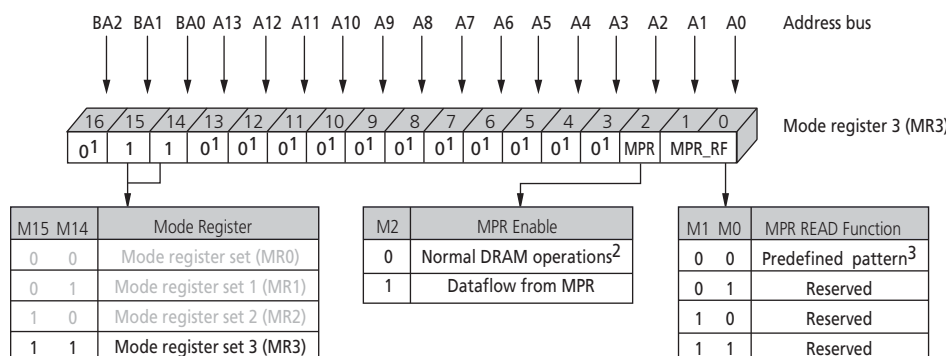 BA2 BA1 BA0 A13 A12 A11 A10 A9 A8 A7 A6 A5 A4 A3 A2 A1 A0 Address bus
16 15 14 13 12 11 10 9 8 7 6 5 4 3 2 1 0 Mode register 3 (MR3)
0¹ 1 1 0¹ 0¹ 0¹ 0¹ 0¹ 0¹ 0¹ 0¹ 0¹ 0¹ 0¹ MPR MPR_RF
M15 M14 Mode Register
0 0 Mode register set (MR0)
0 1 Mode register set 1 (MR1)
1 0 Mode register set 2 (MR2)
1 1 Mode register set 3 (MR3)
M2 MPR Enable
0 Normal DRAM operations²
1 Dataflow from MPR
M1 M0 MPR READ Function
0 0 Predefined pattern³
0 1 Reserved
1 0 Reserved
1 1 Reserved